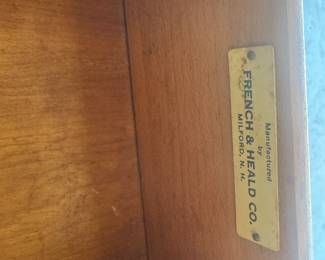 Manufactured
by
FRENCH & HEALD CO.
MILFORD, N. H.